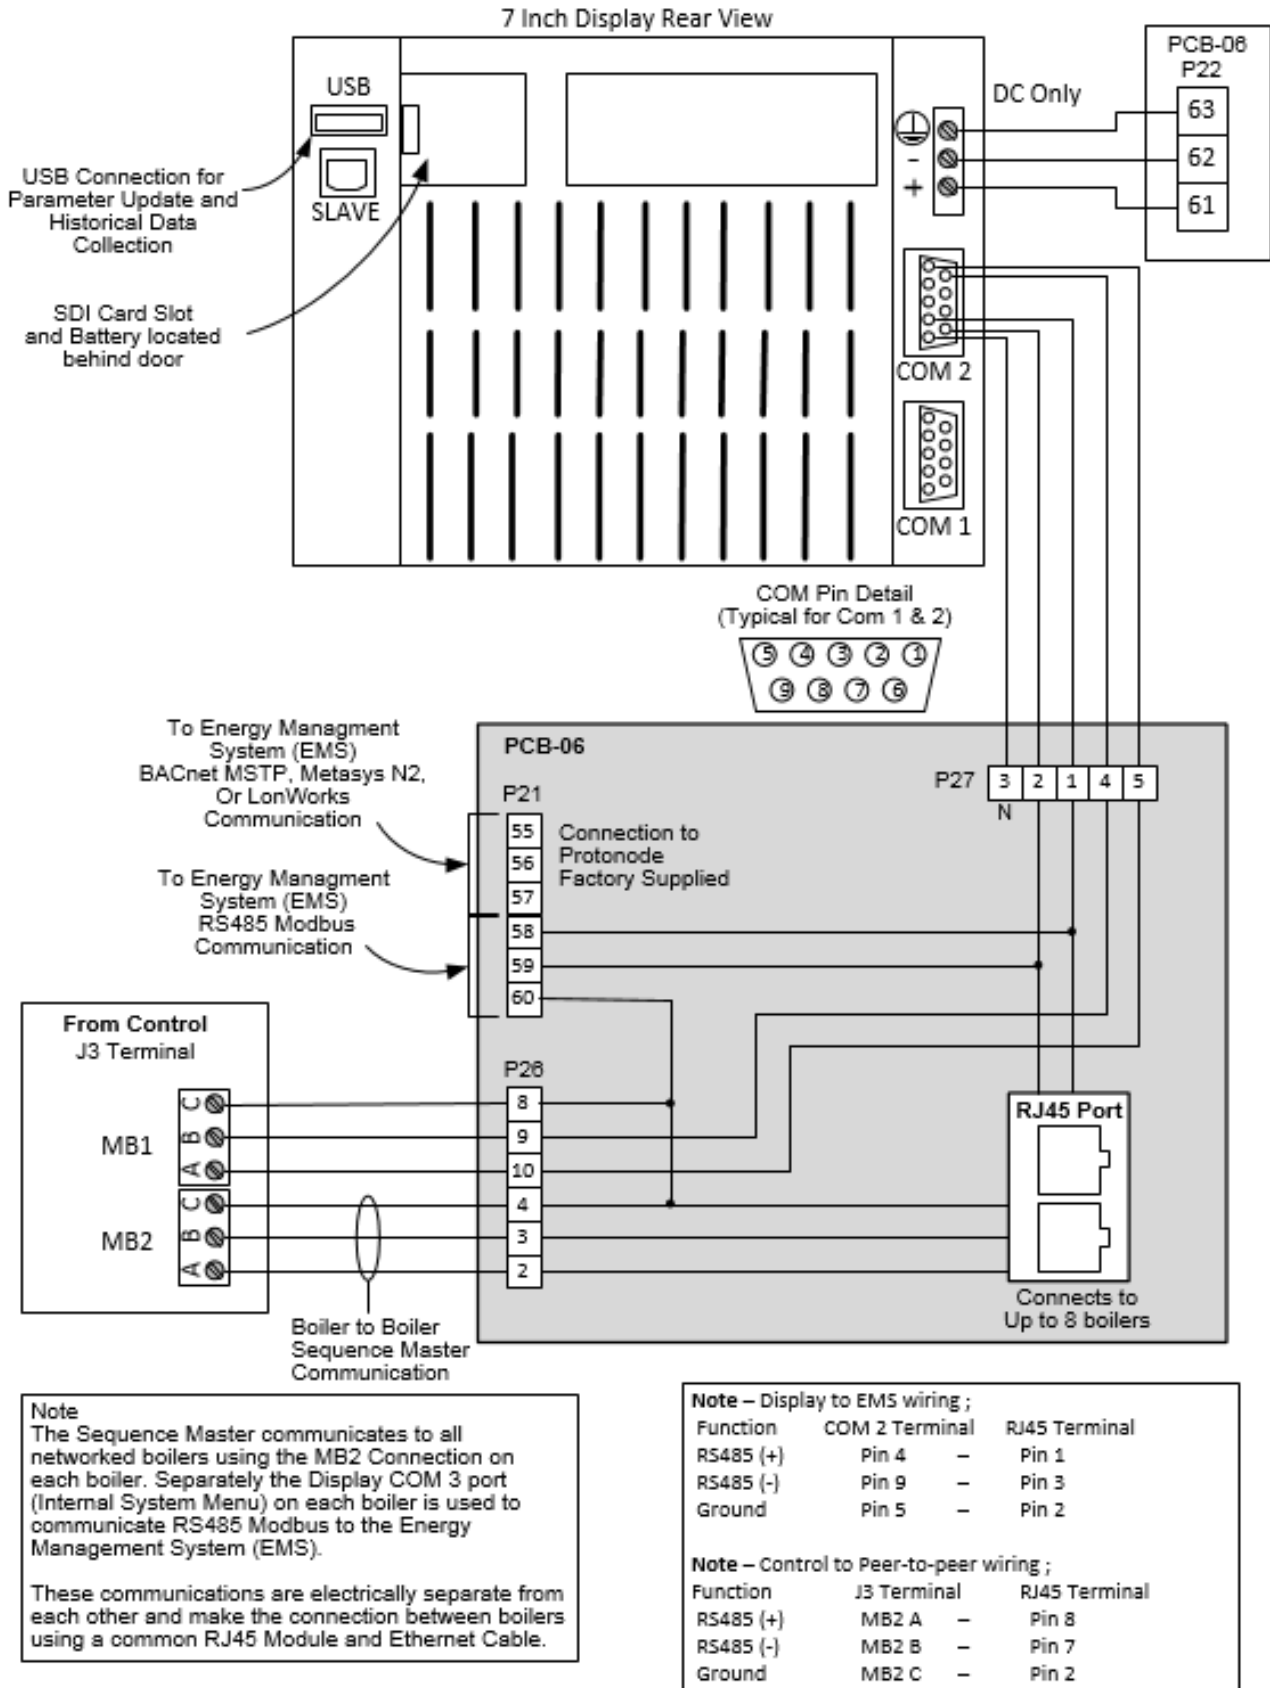 7 Inch Display Rear View
PCB-06
P22
63
62
61
DC Only
-
+
USB
SLAVE
USB Connection for
Parameter Update and
Historical Data
Collection
SDI Card Slot
and Battery located
behind door
COM 2
COM 1
COM Pin Detail
(Typical for Com 1 & 2)
5 4 3 2 1
9 8 7 6
To Energy Managment
System (EMS)
BACnet MSTP, Metasys N2,
Or LonWorks
Communication
To Energy Managment
System (EMS)
RS485 Modbus
Communication
PCB-06
P27 3 2 1 4 5
N
P21
55
56
57
58
59
60
Connection to
Protonode
Factory Supplied
From Control
J3 Terminal
MB1
C
B
A
MB2
C
B
A
P26
8
9
10
4
3
2
RJ45 Port
Connects to
Up to 8 boilers
Boiler to Boiler
Sequence Master
Communication
Note
The Sequence Master communicates to all
networked boilers using the MB2 Connection on
each boiler. Separately the Display COM 3 port
(Internal System Menu) on each boiler is used to
communicate RS485 Modbus to the Energy
Management System (EMS).
These communications are electrically separate from
each other and make the connection between boilers
using a common RJ45 Module and Ethernet Cable.
Note – Display to EMS wiring ;
Function COM 2 Terminal RJ45 Terminal
RS485 (+) Pin 4 – Pin 1
RS485 (-) Pin 9 – Pin 3
Ground Pin 5 – Pin 2
Note – Control to Peer-to-peer wiring ;
Function J3 Terminal RJ45 Terminal
RS485 (+) MB2 A – Pin 8
RS485 (-) MB2 B – Pin 7
Ground MB2 C – Pin 2